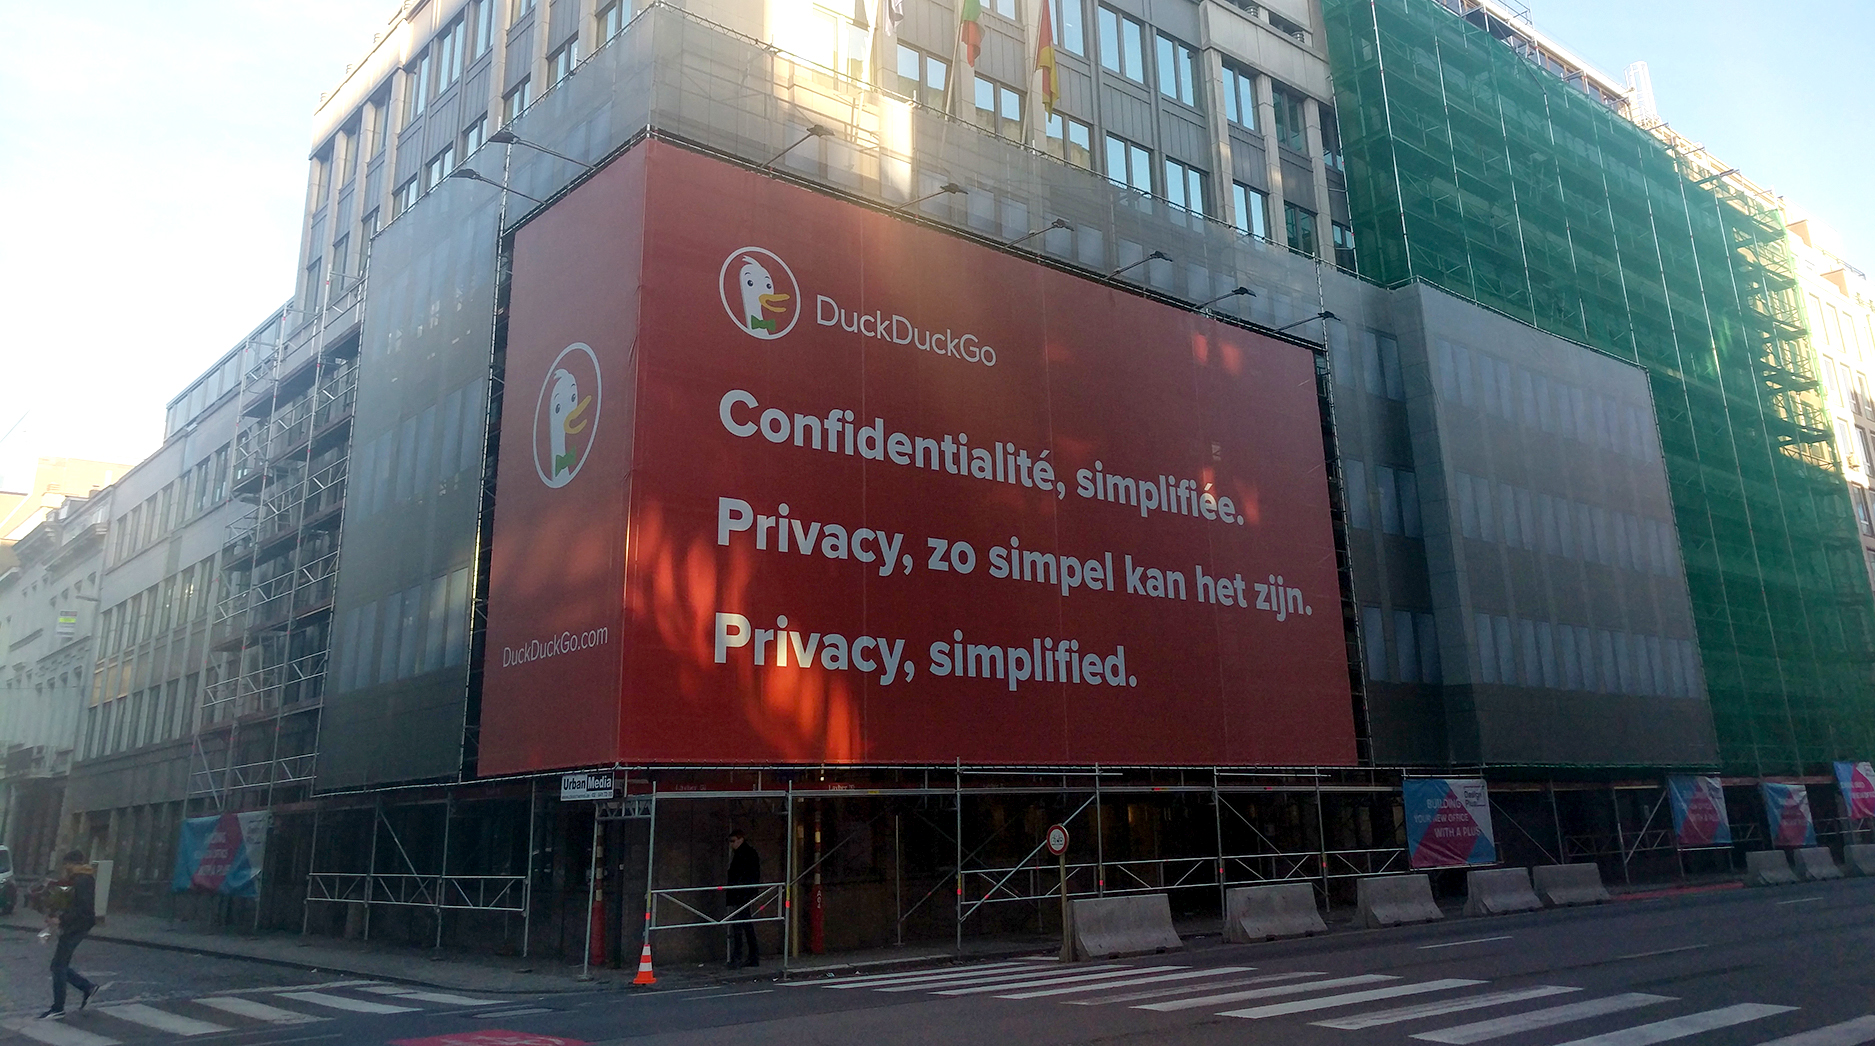 DuckDuckGo
Confidentialité, simplifiée.
Privacy, zo simpel kan het zijn.
Privacy, simplified.
DuckDuckGo.com
Urban Media
BUILDING
YOUR NEW OFFICE
WITH A PLUS